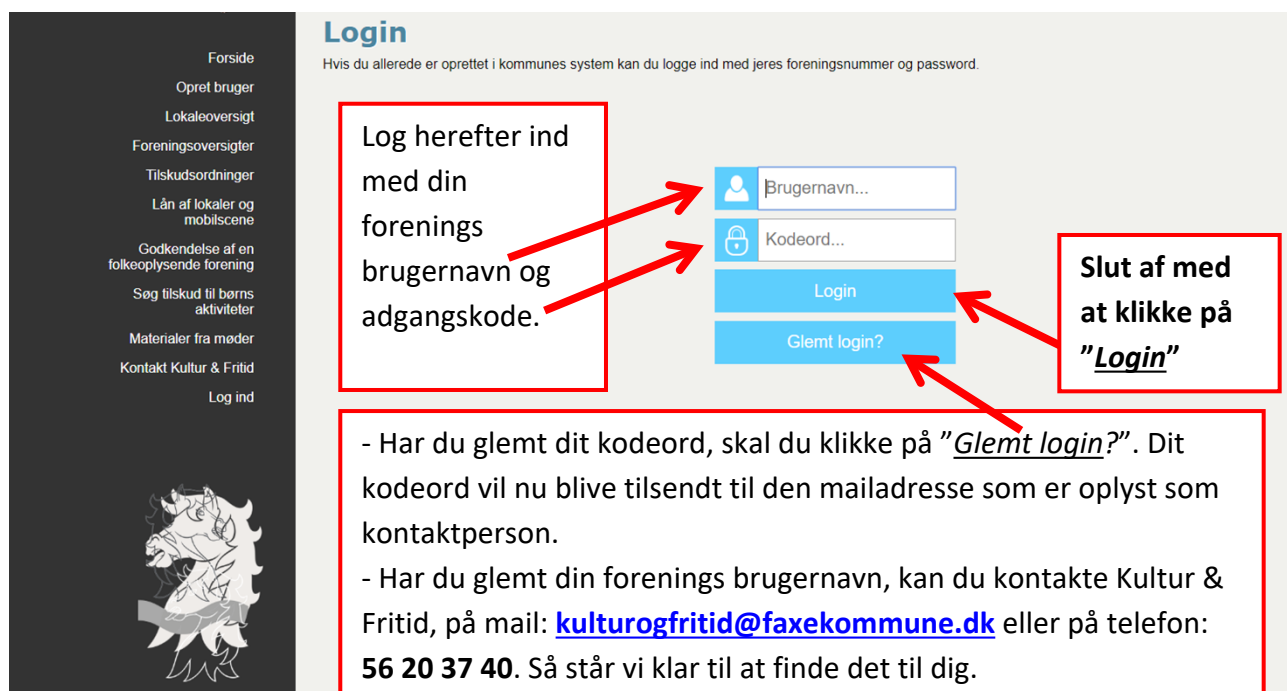 Forside
Opret bruger
Lokaleoversigt
Foreningsoversigter
Tilskudsordninger
Lån af lokaler og
mobilscene
Godkendelse af en
folkeoplysende forening
Søg tilskud til børns
aktiviteter
Materialer fra møder
Kontakt Kultur & Fritid
Log ind
Login
Hvis du allerede er oprettet i kommunes system kan du logge ind med jeres foreningsnummer og password.
Log herefter ind
med din
forenings
brugernavn og
adgangskode.
Brugernavn...
Kodeord...
Login
Glemt login?
Slut af med
at klikke på
”Login”
- Har du glemt dit kodeord, skal du klikke på ”Glemt login?”. Dit
kodeord vil nu blive tilsendt til den mailadresse som er oplyst som
kontaktperson.
- Har du glemt din forenings brugernavn, kan du kontakte Kultur &
Fritid, på mail: kulturogfritid@faxekommune.dk eller på telefon:
56 20 37 40. Så står vi klar til at finde det til dig.